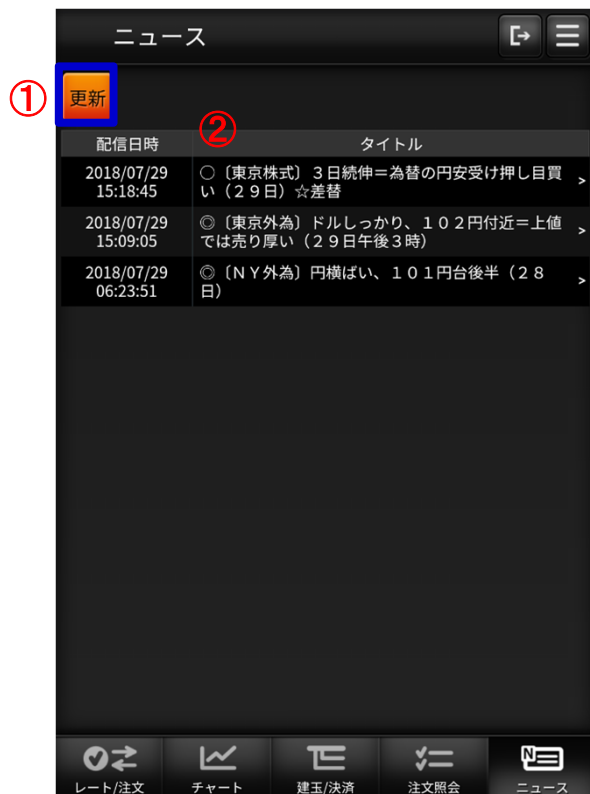 ニュース
①
更新
②
配信日時 タイトル
2018/07/29 ○〔東京株式〕３日続伸＝為替の円安受け押し目買
15:18:45 い（２９日）☆差替
2018/07/29 ◎〔東京外為〕ドルしっかり、１０２円付近＝上値
15:09:05 では売り厚い（２９日午後３時）
2018/07/29 ◎〔ＮＹ外為〕円横ばい、１０１円台後半（２８
06:23:51 日）
N
レート/注文 チャート 建玉/決済 注文照会 ニュース